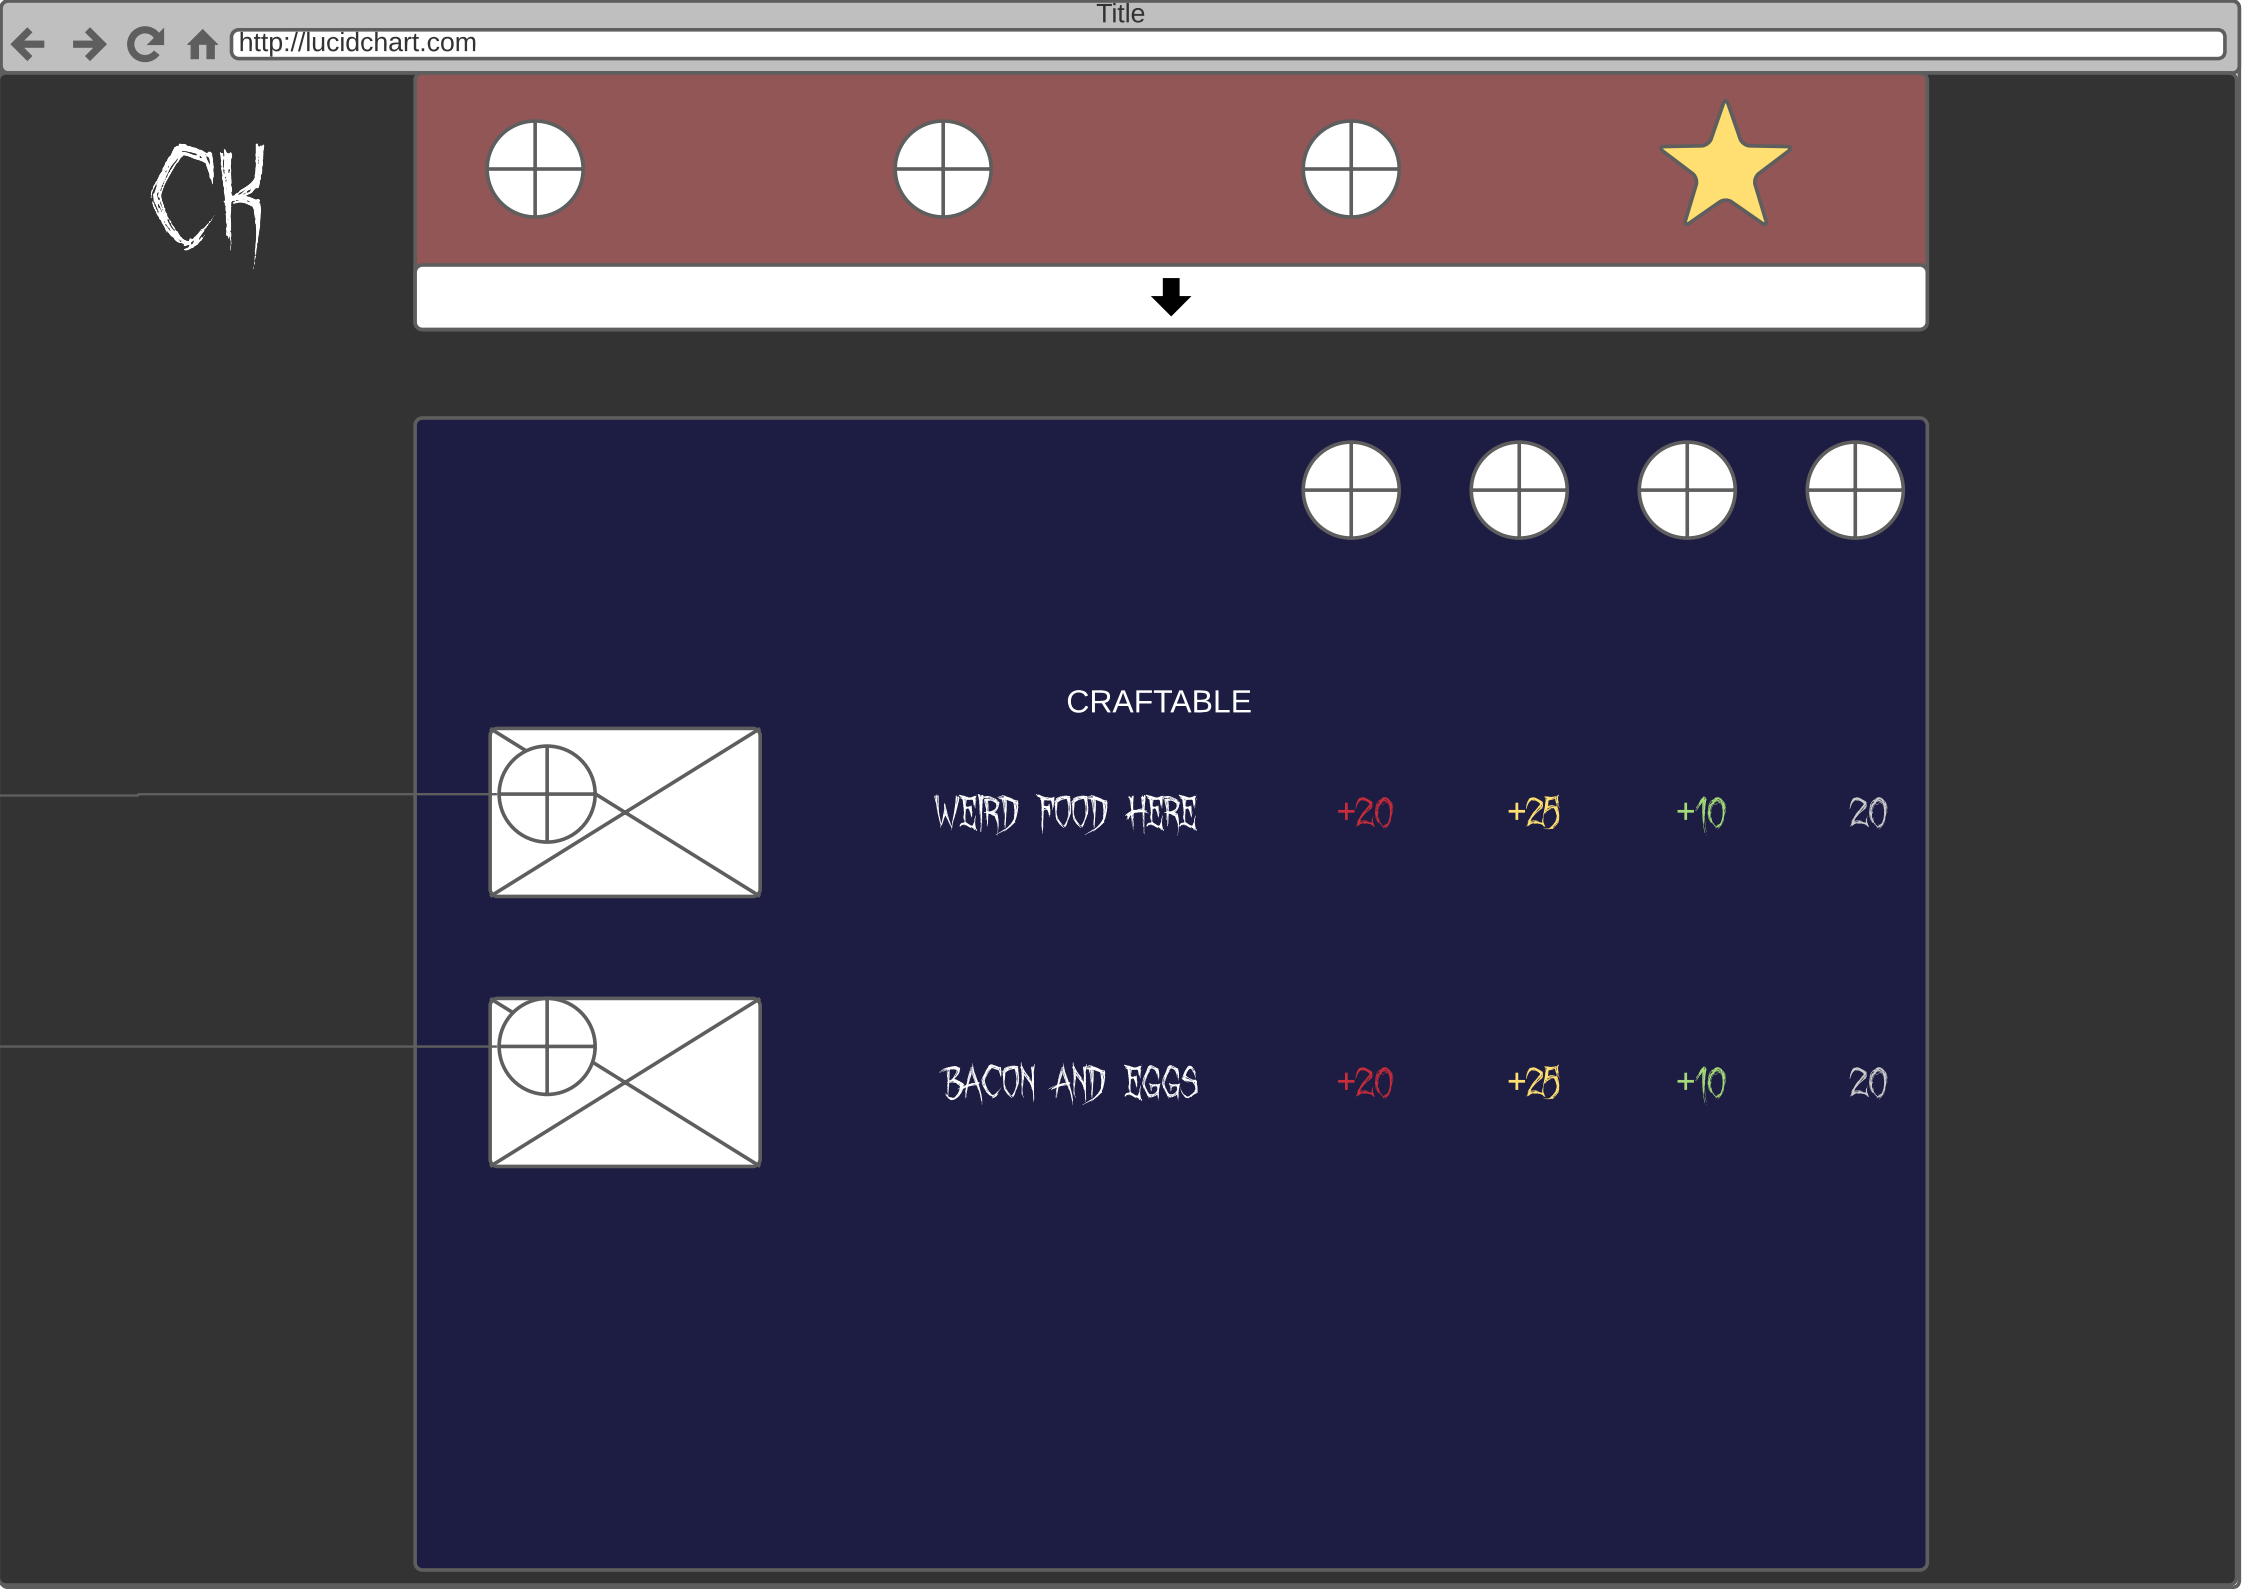 Title
http://lucidchart.com
CK
CRAFTABLE
WEIRD FOOD HERE +20 +25 +10 20
BACON AND EGGS +20 +25 +10 20